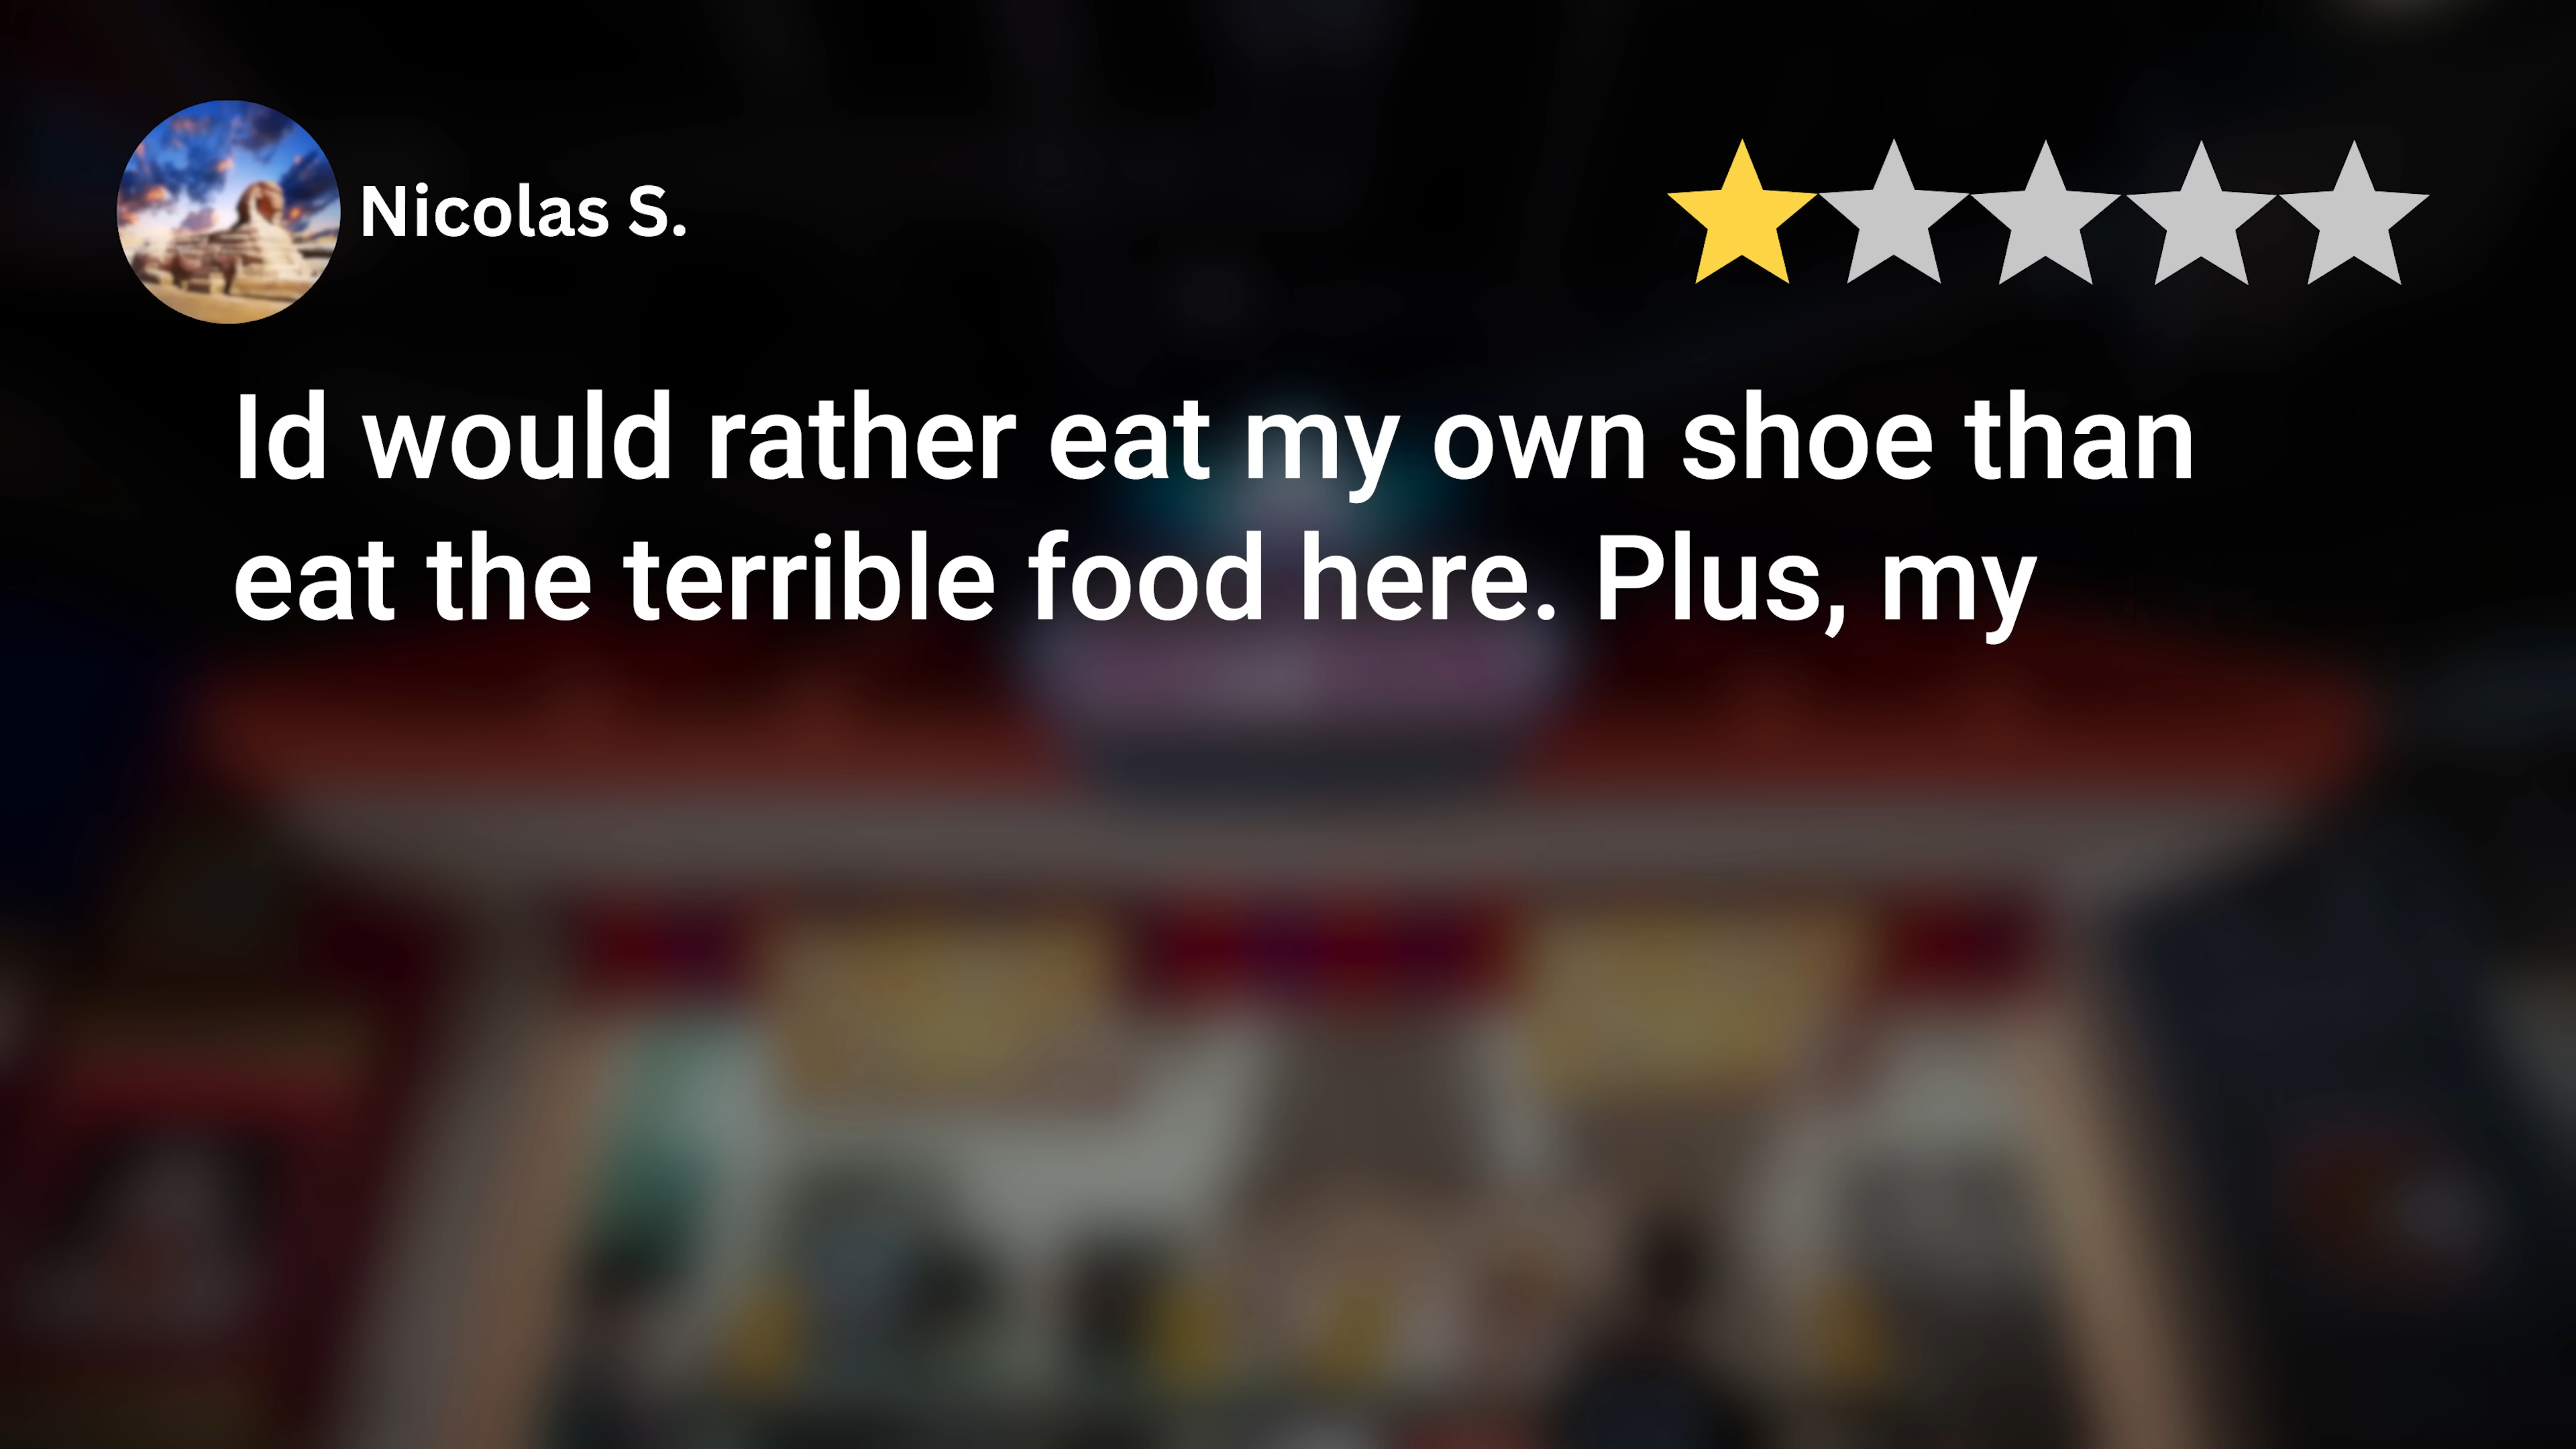 Nicolas S.
Id would rather eat my own shoe than
eat the terrible food here. Plus, my